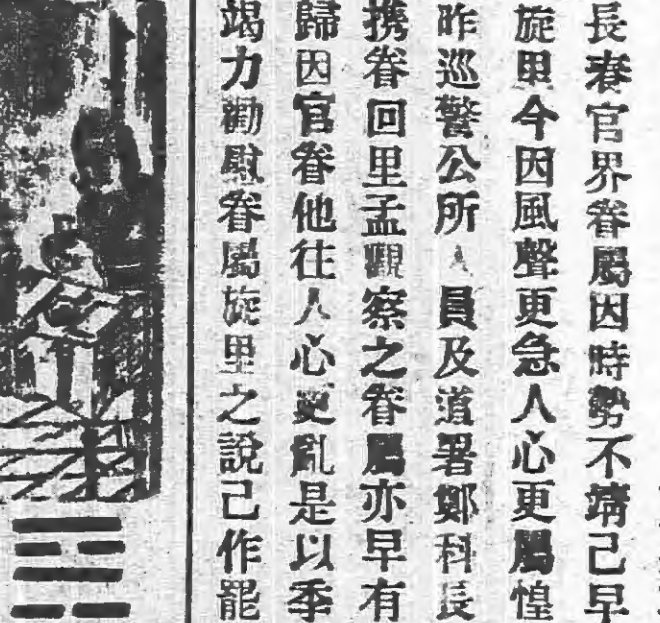 長春官界眷屬因時勢不靖己早
旋里今因風聲更急人心更屬惶
昨巡警公所人員及道署鄭科長
携眷回里孟觀察之眷屬亦早有
歸因官眷他往人心更亂是以季
竭力勸慰眷屬旋里之說己作罷